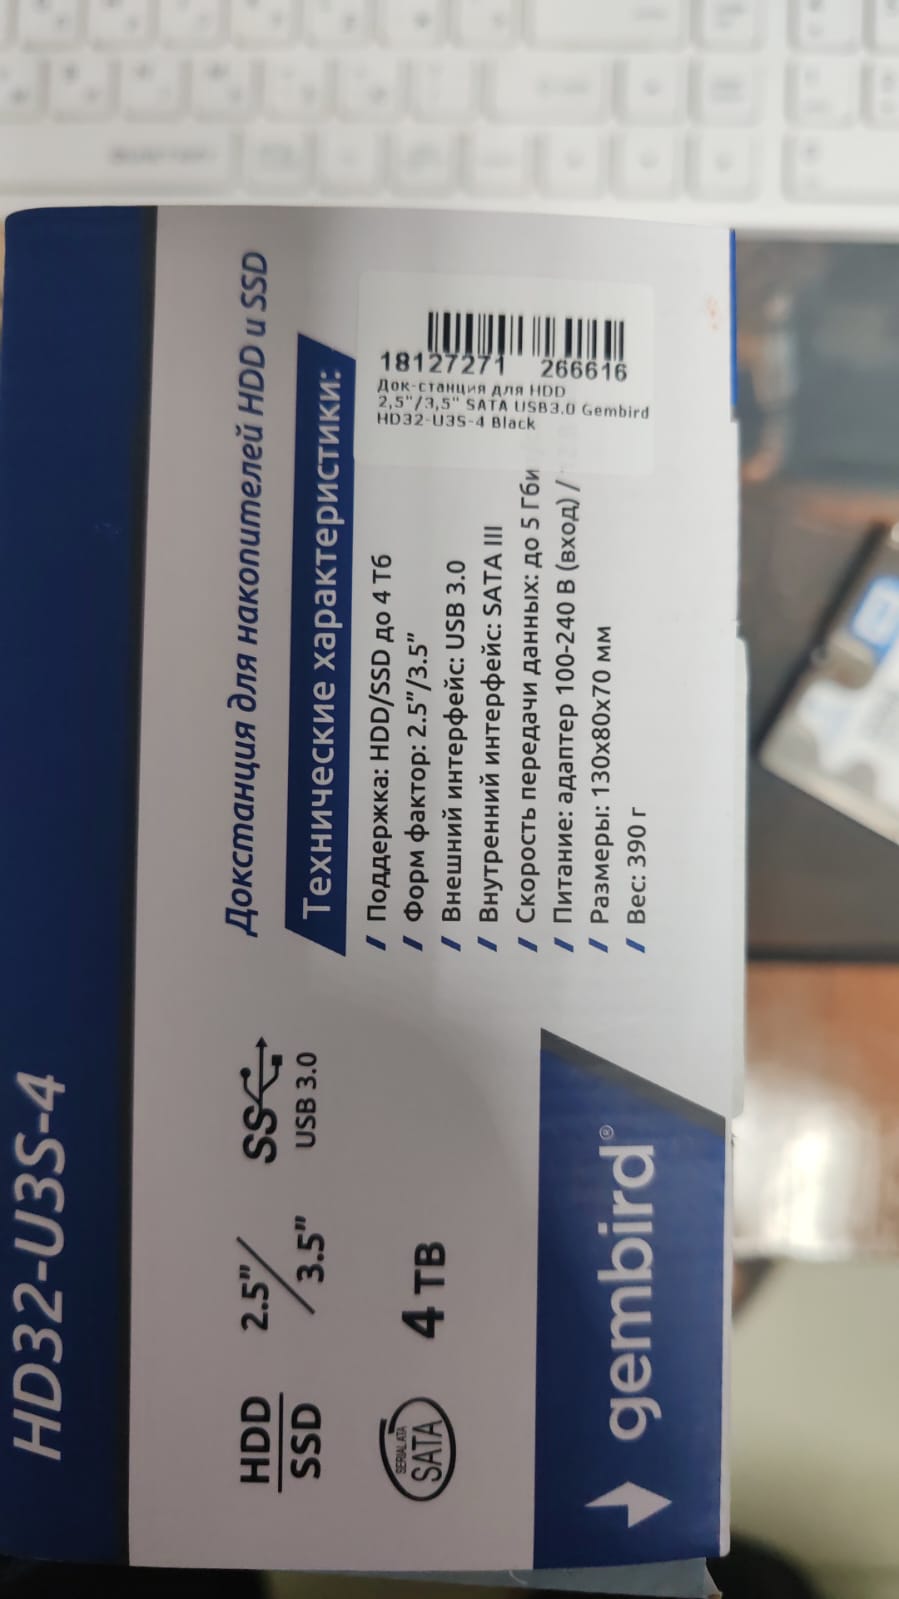 HD32-U3S-4
Докстанция для накопителей HDD и SSD
Технические характеристики:
/ Поддержка: HDD/SSD до 4 Тб
/ Форм фактор: 2.5"/3.5"
/ Внешний интерфейс: USB 3.0
/ Внутренний интерфейс: SATA III
/ Скорость передачи данных: до 5 Гби
/ Питание: адаптер 100-240 В (вход) /
/ Размеры: 130x80x70 мм
/ Вес: 390 г
18127271 266616
Док-станция для HDD
2,5"/3,5" SATA USB3.0 Gembird
HD32-U3S-4 Black
HDD
SSD
2.5"/
3.5"
SS
USB 3.0
SERIAL ATA
SATA
4 TB
gembird®